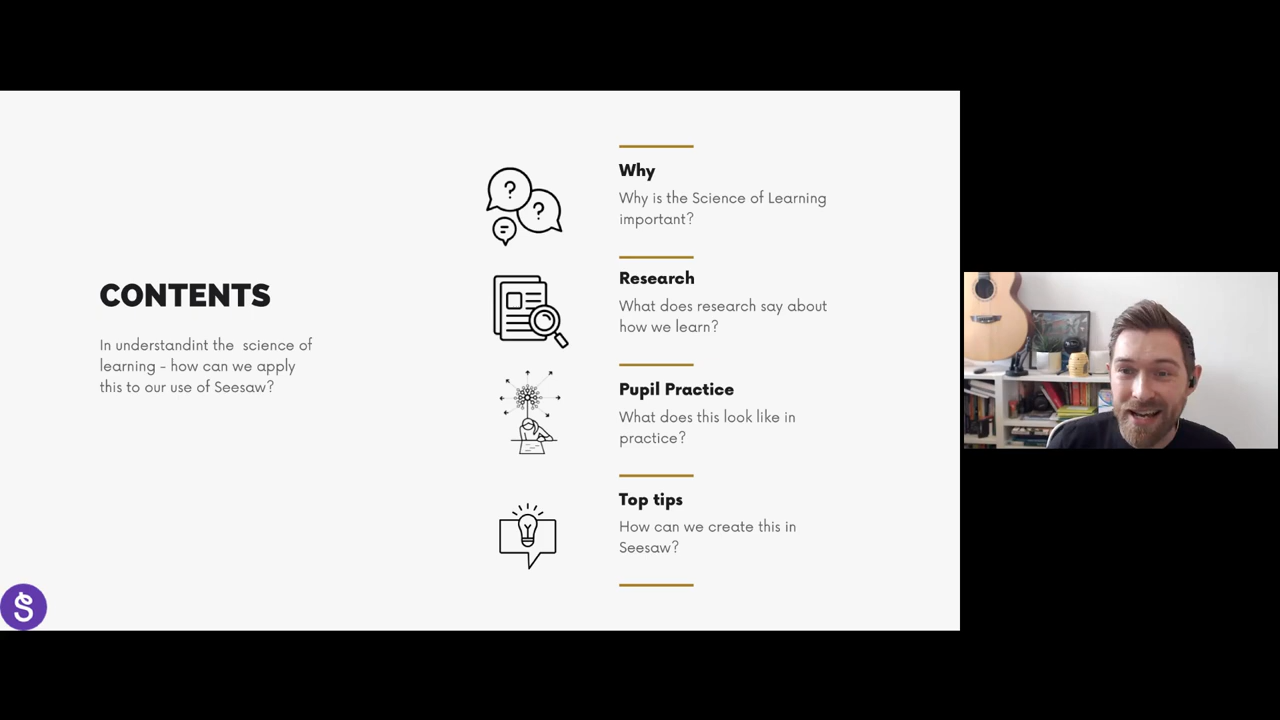 CONTENTS
In understandint the science of
learning - how can we apply
this to our use of Seesaw?
Why
Why is the Science of Learning
important?
Research
What does research say about
how we learn?
Pupil Practice
What does this look like in
practice?
Top tips
How can we create this in
Seesaw?